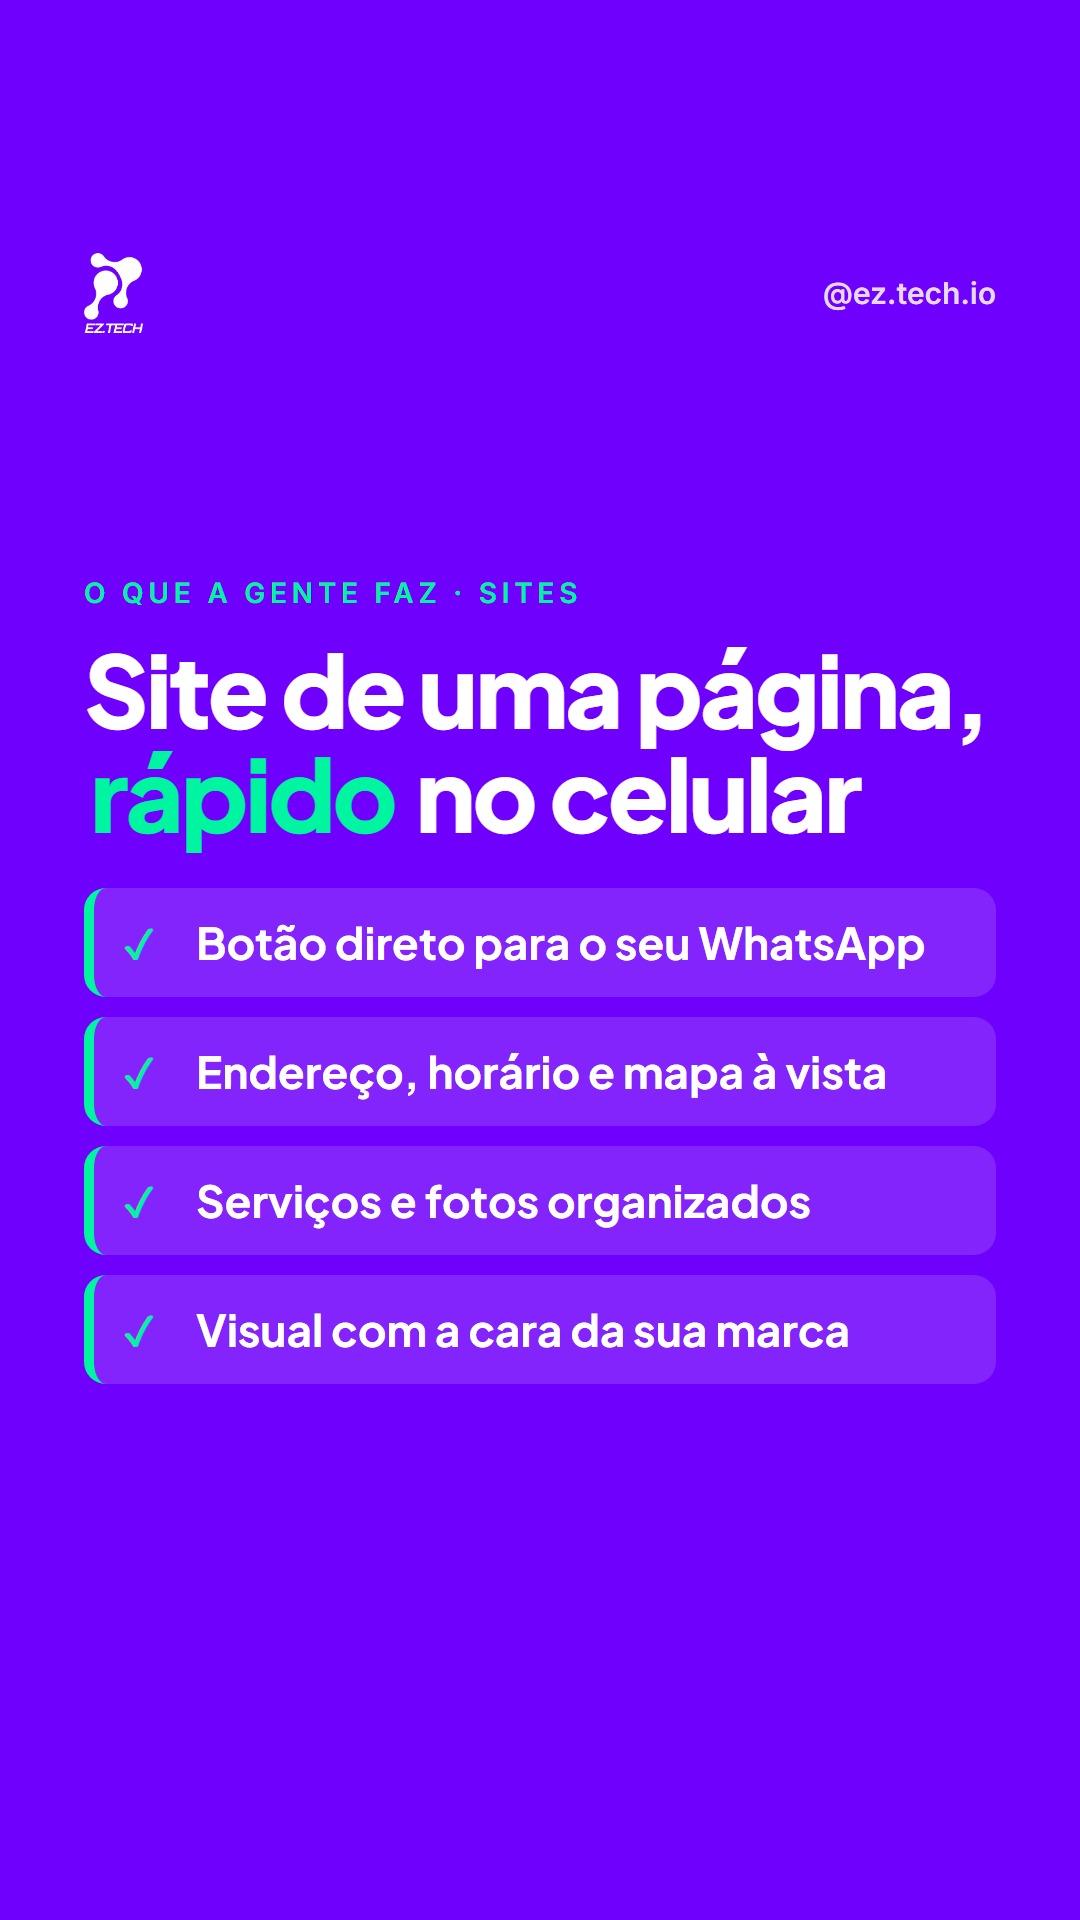 EZ.TECH
@ez.tech.io
O QUE A GENTE FAZ · SITES
Site de uma página,
rápido no celular
✓ Botão direto para o seu WhatsApp
✓ Endereço, horário e mapa à vista
✓ Serviços e fotos organizados
✓ Visual com a cara da sua marca